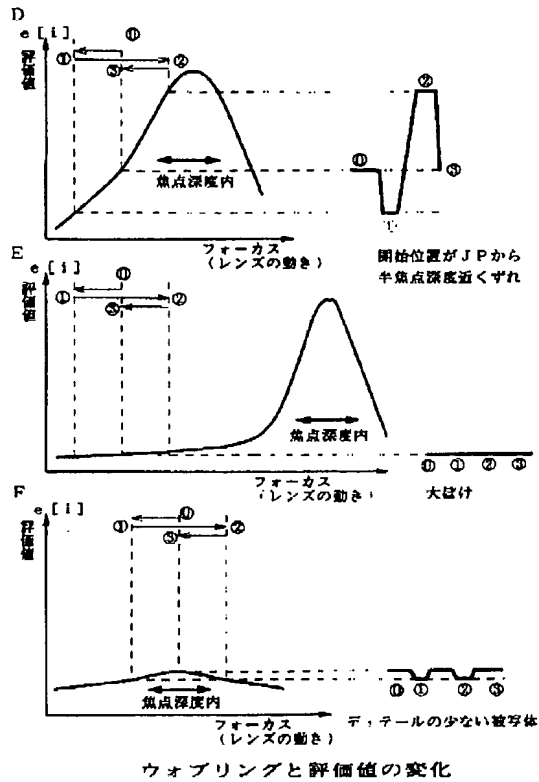 D
e [i]
評価値
⓪
① ②
③
②
⓪
③
①
焦点深度内
フォーカス
(レンズの動き)
開始位置がJPから
半焦点深度近くずれ
E
e [i]
評価値
⓪
① ②
③
焦点深度内
フォーカス
(レンズの動き)
⓪ ① ② ③
大ぼけ
F
e [i]
評価値
⓪
① ②
③
焦点深度内
⓪ ① ② ③
フォーカス
(レンズの動き)
ディテールの少ない被写体
ウォブリングと評価値の変化